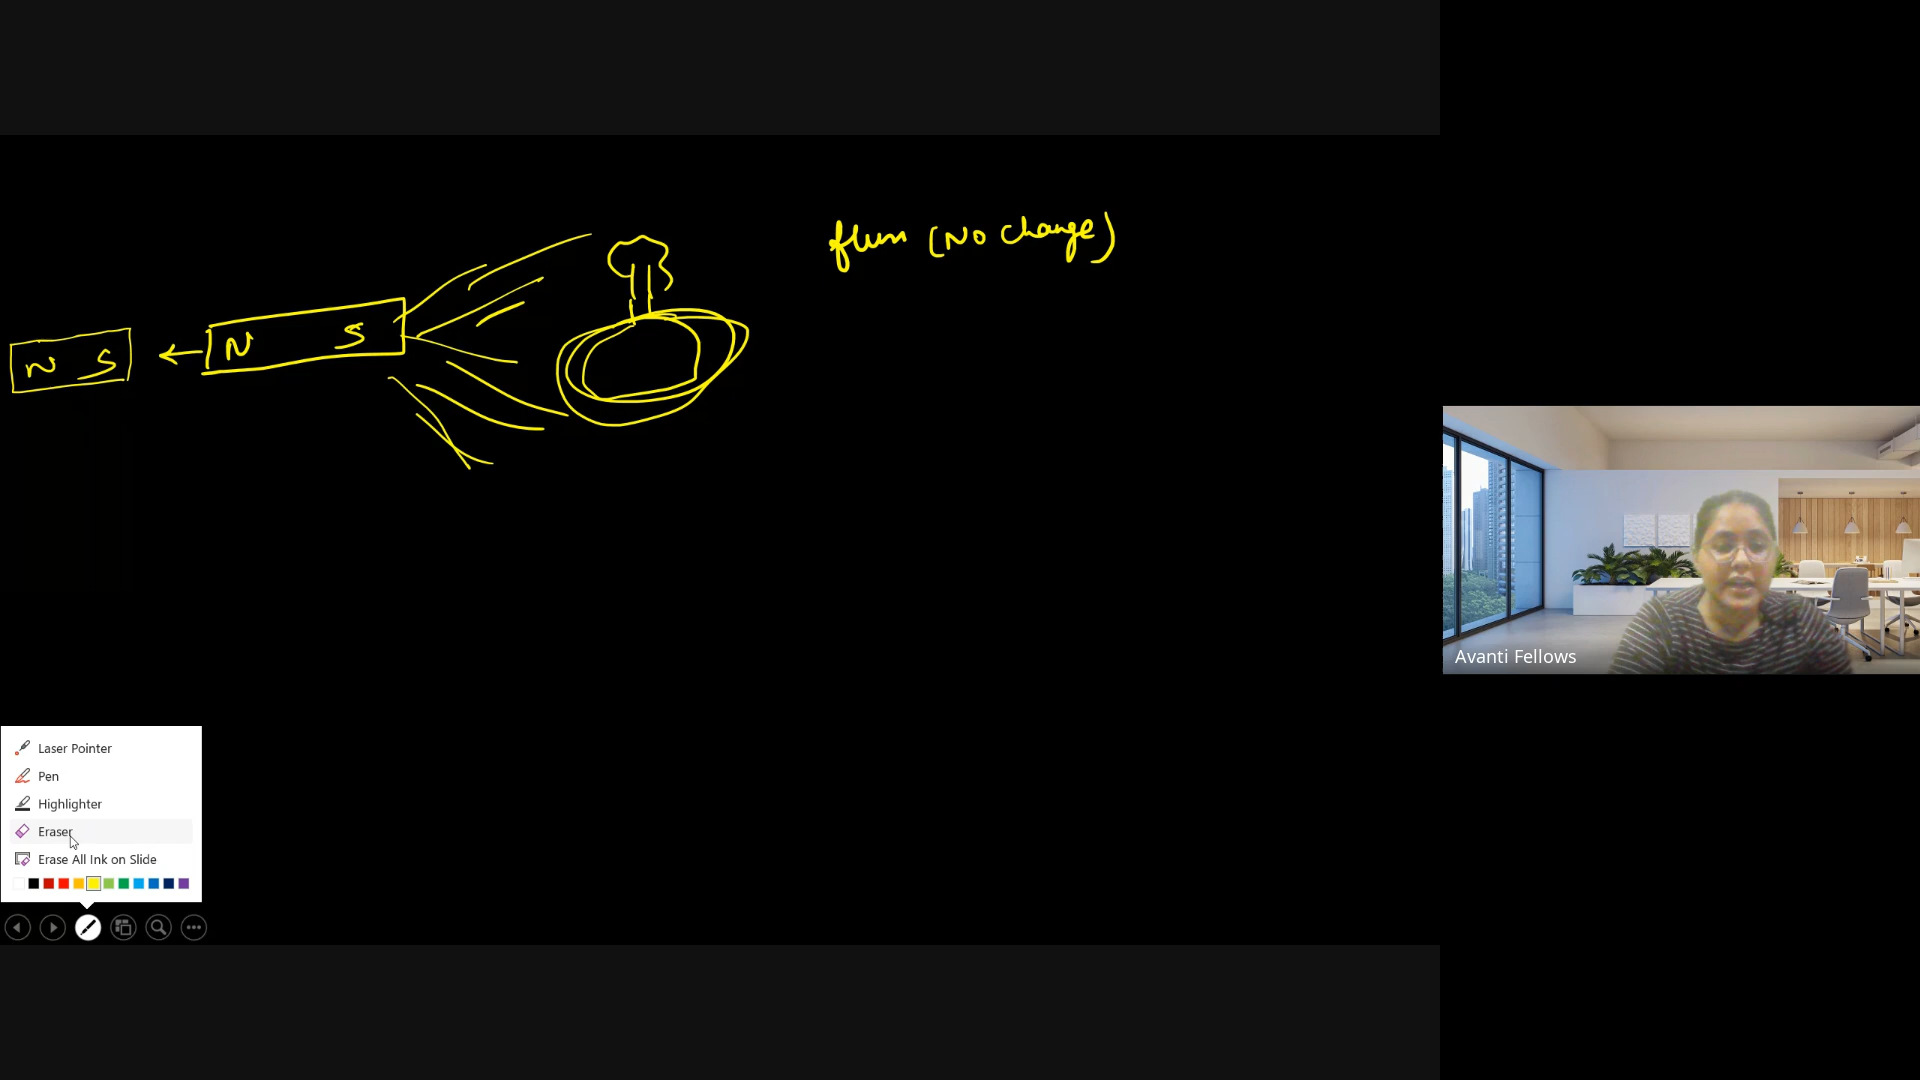 flux (No change)
N S
N S
Avanti Fellows
Laser Pointer
Pen
Highlighter
Eraser
Erase All Ink on Slide